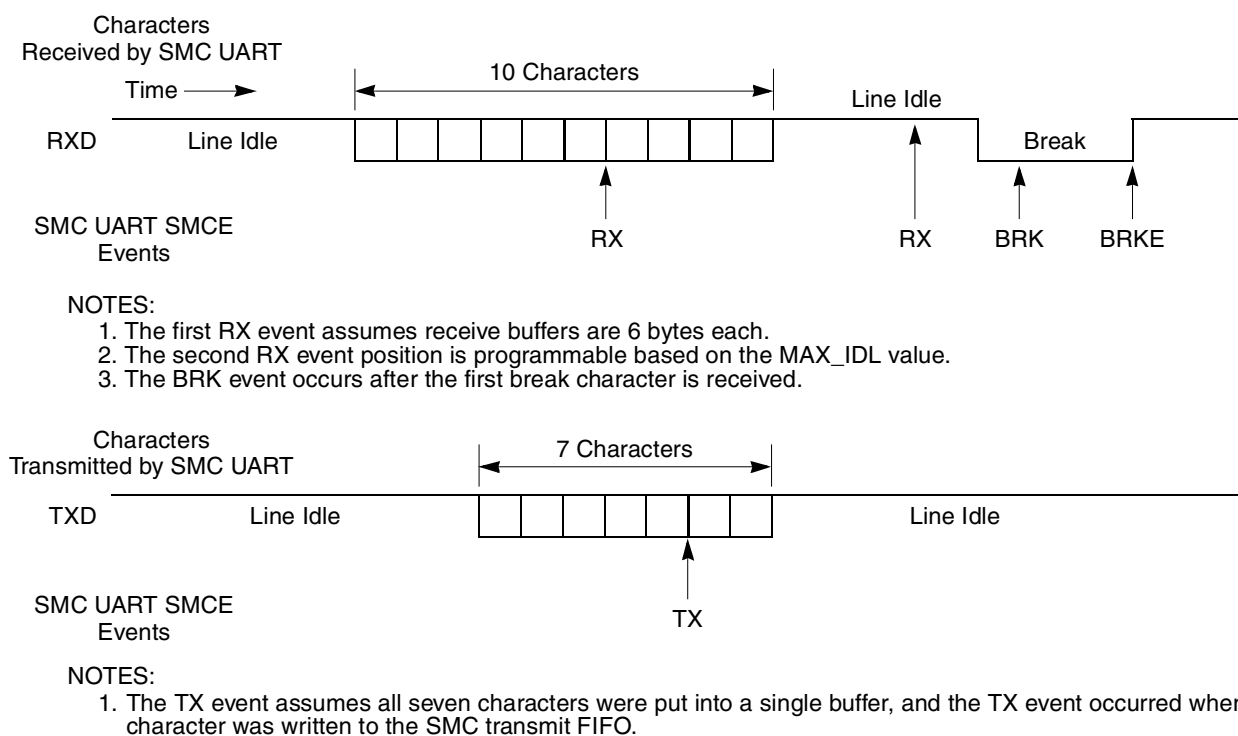 Characters
Received by SMC UART
Time
10 Characters
Line Idle
RXD
Line Idle
Break
SMC UART SMCE
Events
RX
RX
BRK
BRKE
NOTES:
1. The first RX event assumes receive buffers are 6 bytes each.
2. The second RX event position is programmable based on the MAX_IDL value.
3. The BRK event occurs after the first break character is received.
Characters
Transmitted by SMC UART
7 Characters
TXD
Line Idle
Line Idle
SMC UART SMCE
Events
TX
NOTES:
1. The TX event assumes all seven characters were put into a single buffer, and the TX event occurred when
character was written to the SMC transmit FIFO.